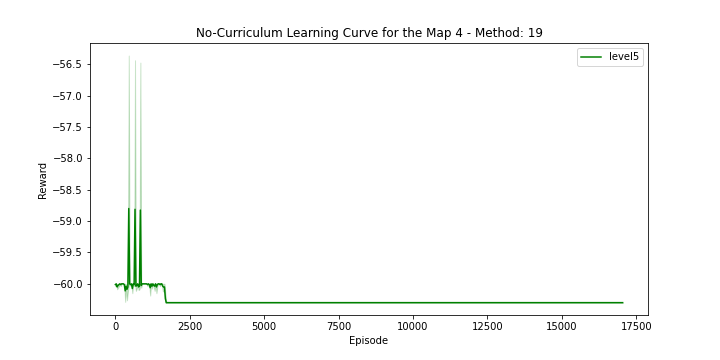 No-Curriculum Learning Curve for the Map 4 - Method: 19
level5
Reward
−56.5
−57.0
−57.5
−58.0
−58.5
−59.0
−59.5
−60.0
0 2500 5000 7500 10000 12500 15000 17500
Episode